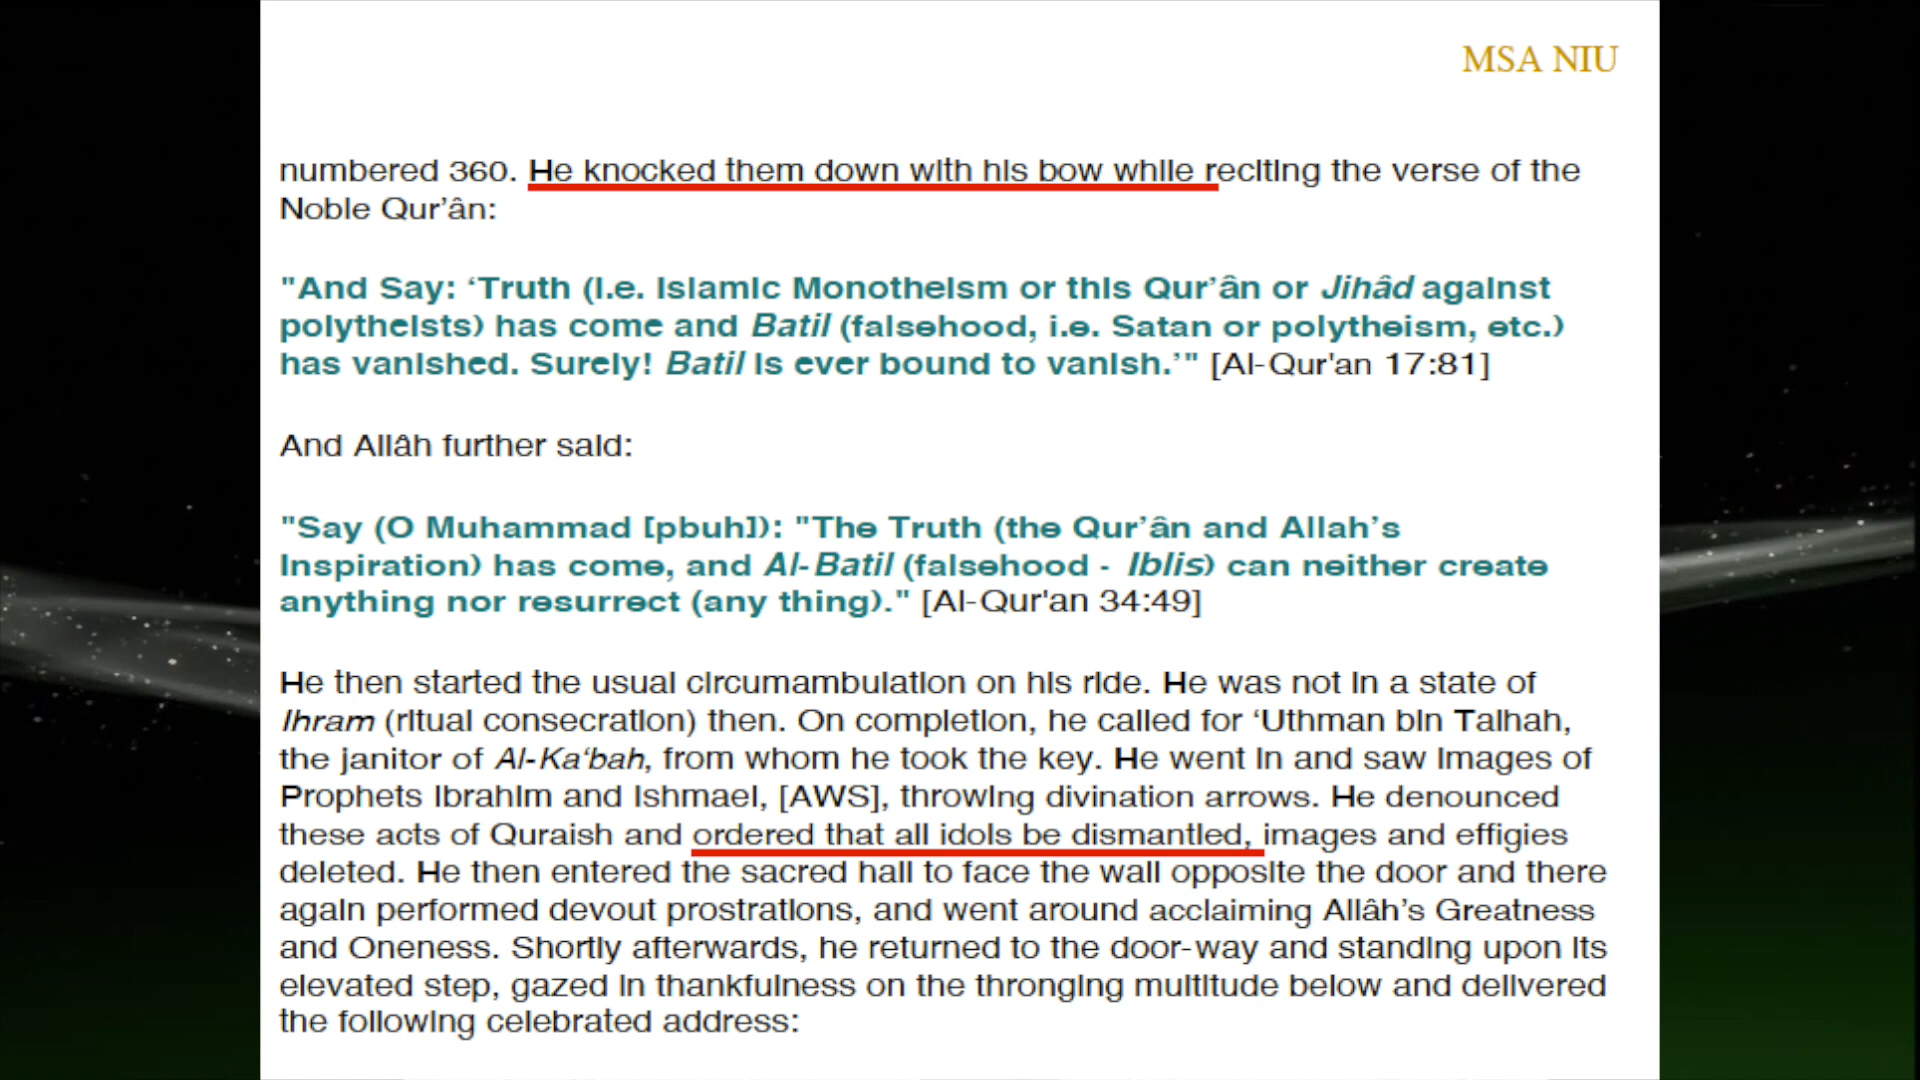 MSA NIU
numbered 360. He knocked them down with his bow while reciting the verse of the
Noble Qur’ân:
"And Say: ‘Truth (i.e. Islamic Monotheism or this Qur’ân or Jihâd against
polytheists) has come and Batil (falsehood, i.e. Satan or polytheism, etc.)
has vanished. Surely! Batil is ever bound to vanish.’" [Al-Qur'an 17:81]
And Allâh further said:
"Say (O Muhammad [pbuh]): "The Truth (the Qur’ân and Allah’s
Inspiration) has come, and Al-Batil (falsehood - Iblis) can neither create
anything nor resurrect (any thing)." [Al-Qur'an 34:49]
He then started the usual circumambulation on his ride. He was not in a state of
Ihram (ritual consecration) then. On completion, he called for ‘Uthman bin Talhah,
the janitor of Al-Ka‘bah, from whom he took the key. He went in and saw images of
Prophets Ibrahim and Ishmael, [AWS], throwing divination arrows. He denounced
these acts of Quraish and ordered that all idols be dismantled, images and effigies
deleted. He then entered the sacred hall to face the wall opposite the door and there
again performed devout prostrations, and went around acclaiming Allâh’s Greatness
and Oneness. Shortly afterwards, he returned to the door-way and standing upon its
elevated step, gazed in thankfulness on the thronging multitude below and delivered
the following celebrated address: